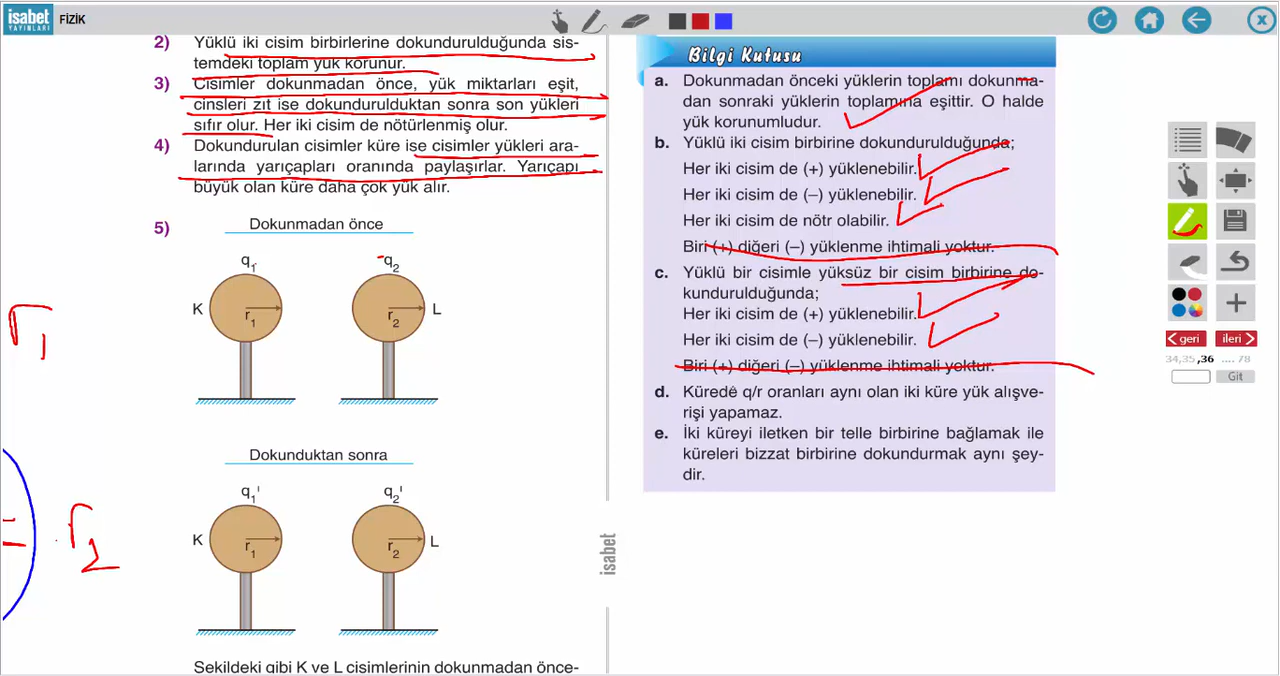 isabet
YAYINLARI
FİZİK
2) Yüklü iki cisim birbirlerine dokundurulduğunda sis-
temdeki toplam yük korunur.
3) Cisimler dokunmadan önce, yük miktarları eşit,
cinsleri zıt ise dokundurulduktan sonra son yükleri
sıfır olur. Her iki cisim de nötürlenmiş olur.
4) Dokundurulan cisimler küre ise cisimler yükleri ara-
larında yarıçapları oranında paylaşırlar. Yarıçapı
büyük olan küre daha çok yük alır.
5) Dokunmadan önce
q1 -q2
K r1 r2 L
Dokunduktan sonra
q1' q2'
K r1 r2 L
Şekildeki gibi K ve L cisimlerinin dokunmadan önce-
r1
r2
isabet
Bilgi Kutusu
a. Dokunmadan önceki yüklerin toplamı dokunma-
dan sonraki yüklerin toplamına eşittir. O halde
yük korunumludur.
b. Yüklü iki cisim birbirine dokundurulduğunda;
Her iki cisim de (+) yüklenebilir.
Her iki cisim de (–) yüklenebilir.
Her iki cisim de nötr olabilir.
Biri (+) diğeri (–) yüklenme ihtimali yoktur.
c. Yüklü bir cisimle yüksüz bir cisim birbirine do-
kundurulduğunda;
Her iki cisim de (+) yüklenebilir.
Her iki cisim de (–) yüklenebilir.
Biri (+) diğeri (–) yüklenme ihtimali yoktur.
d. Kürede q/r oranları aynı olan iki küre yük alışve-
rişi yapamaz.
e. İki küreyi iletken bir telle birbirine bağlamak ile
küreleri bizzat birbirine dokundurmak aynı şey-
dir.
geri ileri
34,35,36 .... 78
Git